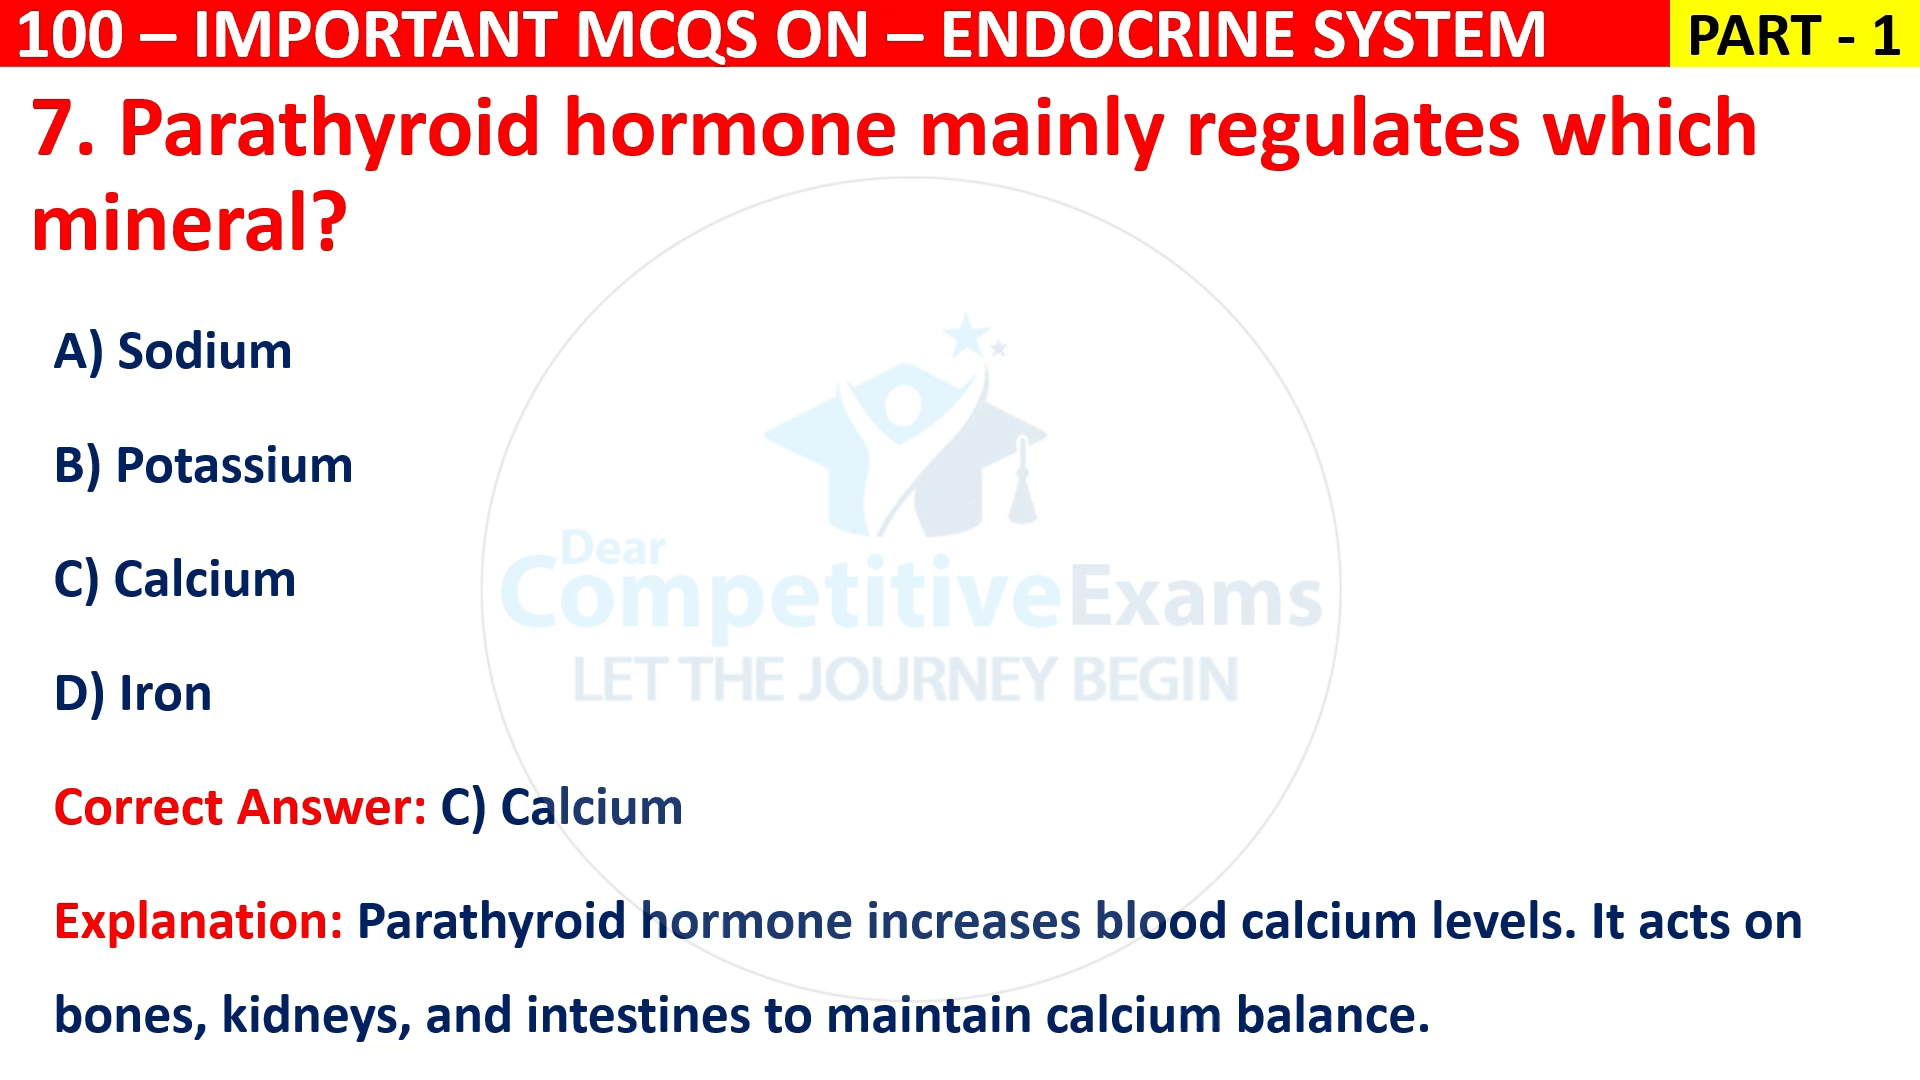 100 – IMPORTANT MCQS ON – ENDOCRINE SYSTEM
PART - 1
7. Parathyroid hormone mainly regulates which
mineral?
A) Sodium
B) Potassium
C) Calcium
D) Iron
Dear
CompetitiveExams
LET THE JOURNEY BEGIN
Correct Answer: C) Calcium
Explanation: Parathyroid hormone increases blood calcium levels. It acts on
bones, kidneys, and intestines to maintain calcium balance.